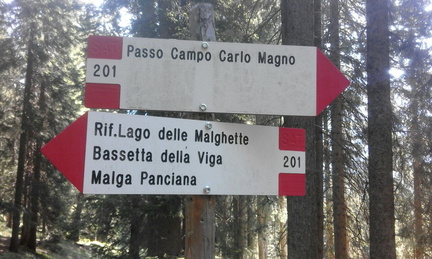 Passo Campo Carlo Magno
201
Rif.Lago delle Malghette
Bassetta della Viga
201
Malga Panciana